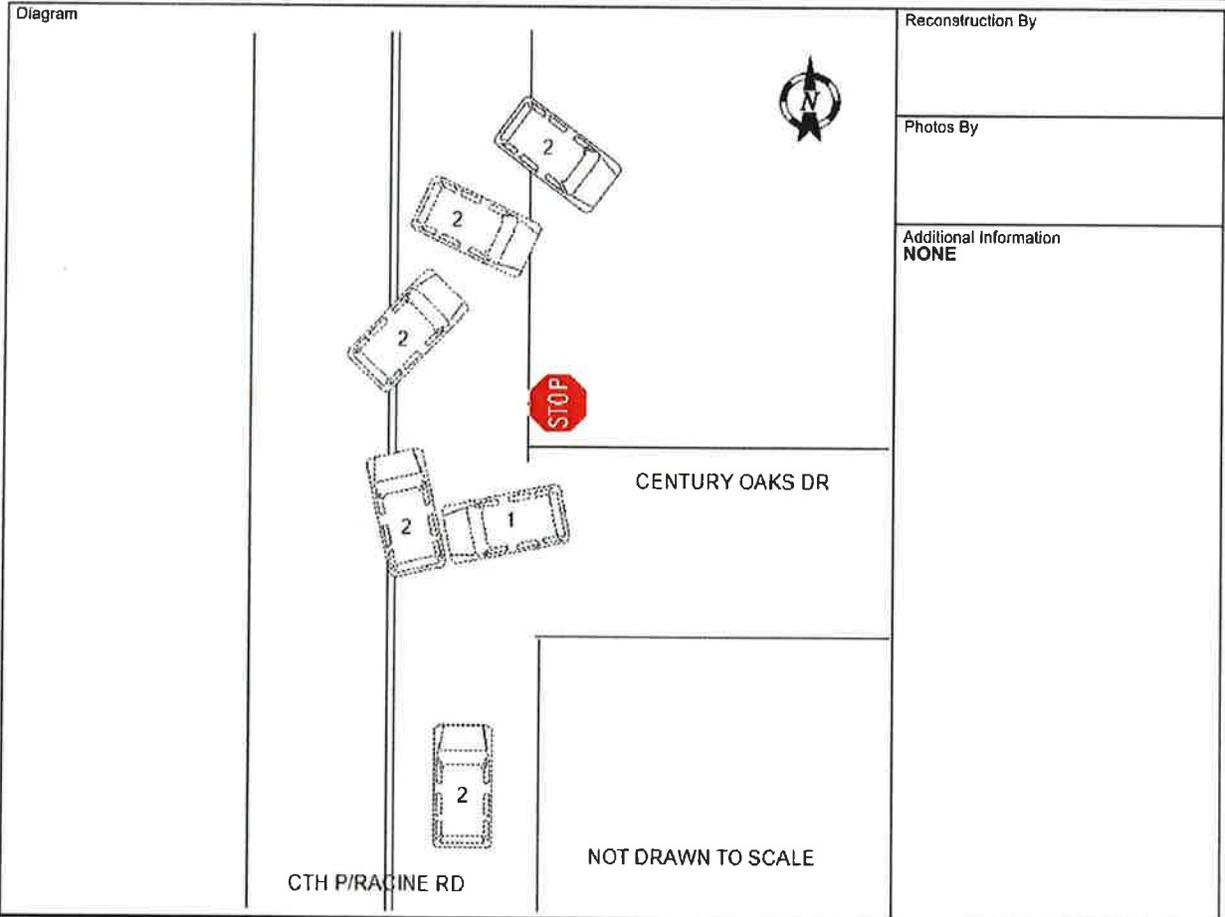 Diagram
Reconstruction By
N
Photos By
2
2
Additional Information
NONE
2
STOP
CENTURY OAKS DR
1
2
2
NOT DRAWN TO SCALE
CTH P/RACINE RD